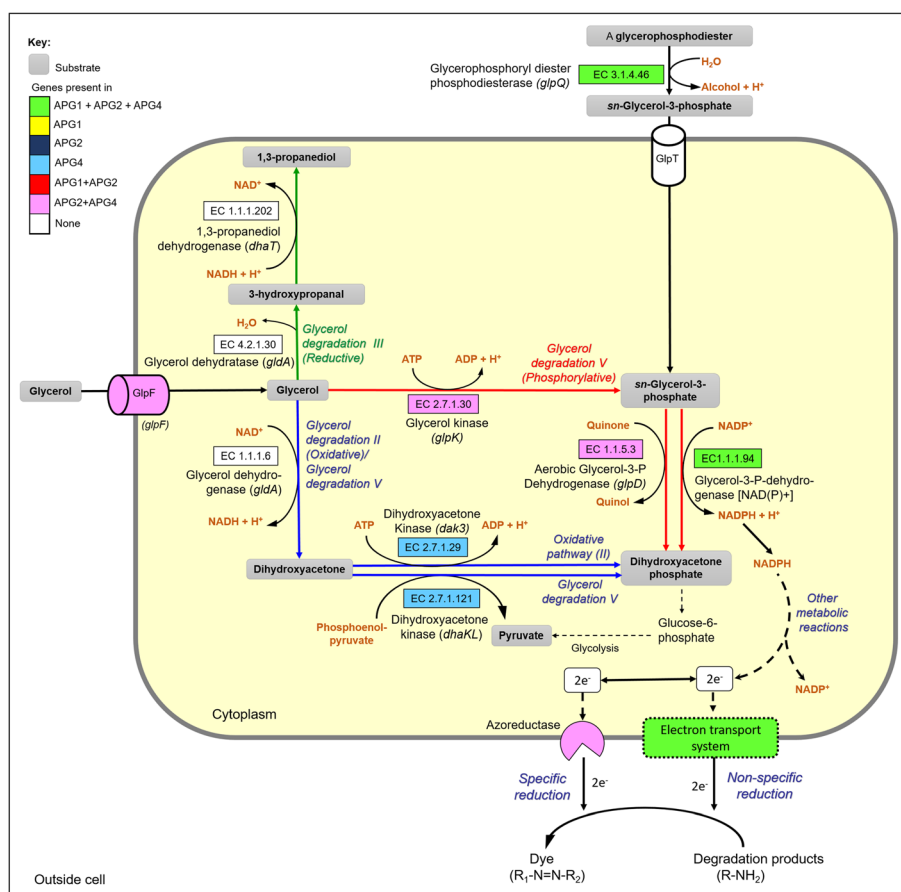 Key:
Substrate
Genes present in
APG1 + APG2 + APG4
APG1
APG2
APG4
APG1+APG2
APG2+APG4
None
A glycerophosphodiester
Glycerophosphoryl diester
phosphodiesterase (glpQ)
EC 3.1.4.46
H₂O
Alcohol + H⁺
sn-Glycerol-3-phosphate
GlpT
1,3-propanediol
NAD⁺
EC 1.1.1.202
1,3-propanediol
dehydrogenase (dhaT)
NADH + H⁺
3-hydroxypropanal
H₂O
EC 4.2.1.30
Glycerol dehydratase (gldA)
Glycerol
degradation III
(Reductive)
ATP
ADP + H⁺
Glycerol
degradation V
(Phosphorylative)
Glycerol
GlpF
(glpF)
Glycerol
EC 2.7.1.30
Glycerol kinase
(glpK)
sn-Glycerol-3-
phosphate
NAD⁺
EC 1.1.1.6
Glycerol dehydro-
genase (gldA)
NADH + H⁺
Glycerol
degradation II
(Oxidative)/
Glycerol
degradation V
Quinone
EC 1.1.5.3
Aerobic Glycerol-3-P
Dehydrogenase (glpD)
Quinol
NADP⁺
EC1.1.1.94
Glycerol-3-P-dehydro-
genase [NAD(P)+]
NADPH + H⁺
Dihydroxyacetone
Kinase (dak3)
ATP
ADP + H⁺
EC 2.7.1.29
Oxidative
pathway (II)
Dihydroxyacetone
Dihydroxyacetone
phosphate
NADPH
EC 2.7.1.121
Glycerol
degradation V
Dihydroxyacetone
kinase (dhaKL)
Phosphoenol-
pyruvate
Pyruvate
Glycolysis
Glucose-6-
phosphate
Other
metabolic
reactions
NADP⁺
2e⁻
2e⁻
Cytoplasm
Azoreductase
Electron transport
system
Specific
reduction
2e⁻
2e⁻
Non-specific
reduction
Dye
(R₁-N=N-R₂)
Degradation products
(R-NH₂)
Outside cell